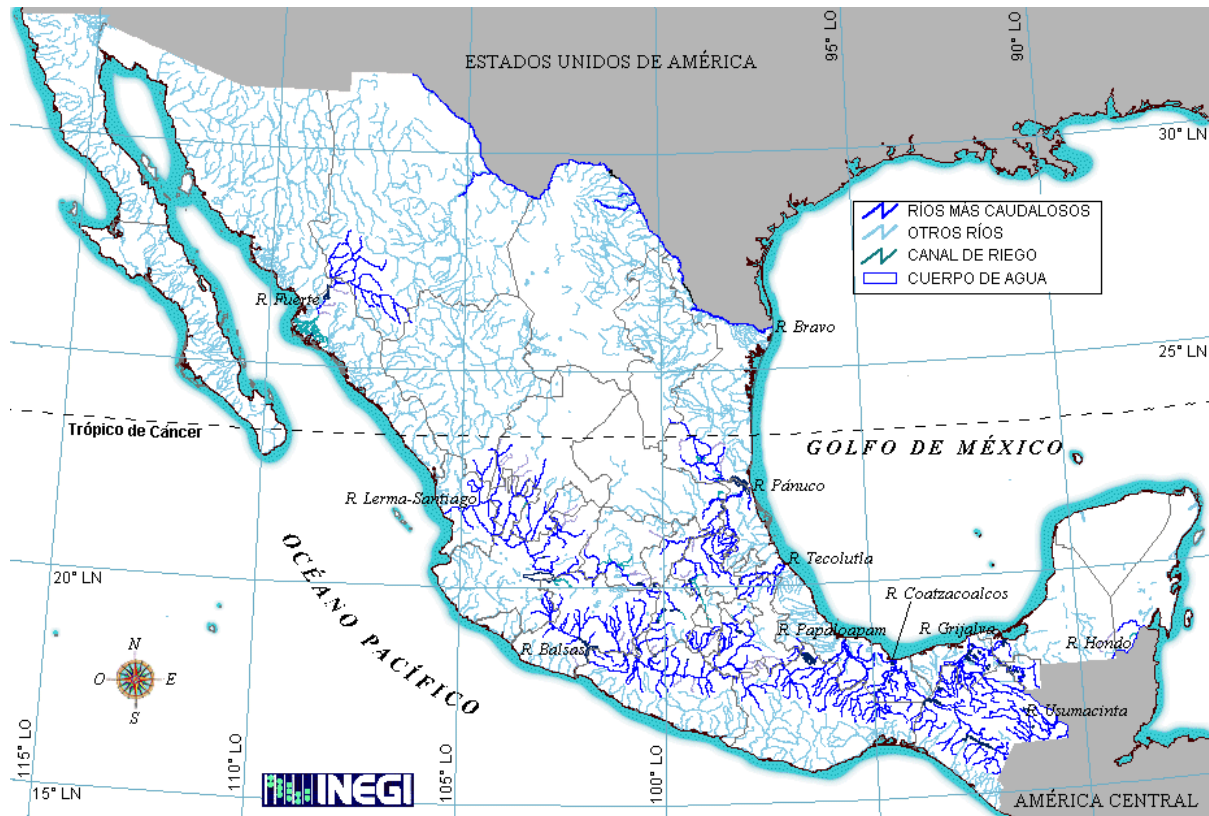 95° LO
90° LO
ESTADOS UNIDOS DE AMÉRICA
30° LN
RÍOS MÁS CAUDALOSOS
OTROS RÍOS
CANAL DE RIEGO
CUERPO DE AGUA
R. Fuerte
R. Bravo
25° LN
Trópico de Cáncer
GOLFO DE MÉXICO
R. Pánuco
R. Lerma-Santiago
R. Tecolutla
20° LN
OCÉANO PACÍFICO
R. Coatzacoalcos
R. Papaloapam
R. Grijalva
R. Hondo
R. Balsas
N
O
E
S
R. Usumacinta
115° LO
110° LO
105° LO
100° LO
15° LN
INEGI
AMÉRICA CENTRAL